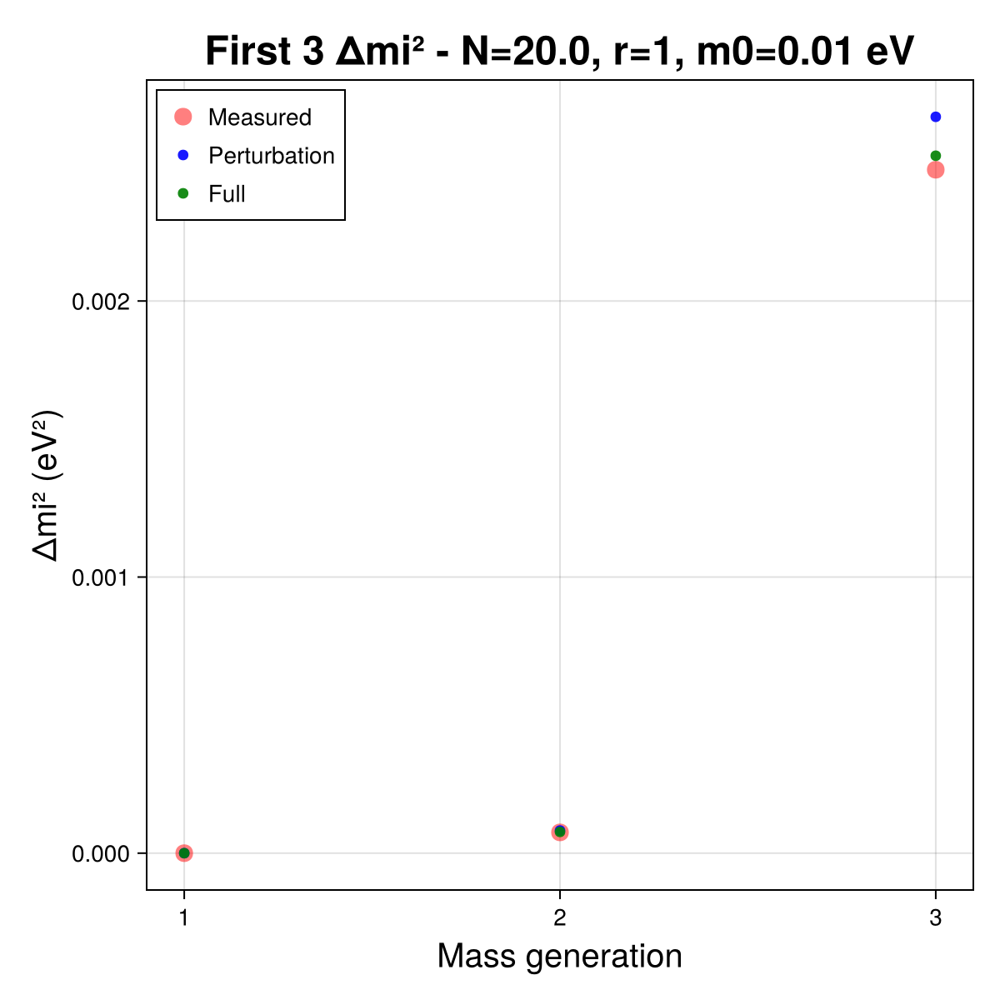 First 3 Δmi² - N=20.0, r=1, m0=0.01 eV
Measured
Perturbation
Full
0.002
0.001
0.000
Δmi² (eV²)
1
2
3
Mass generation